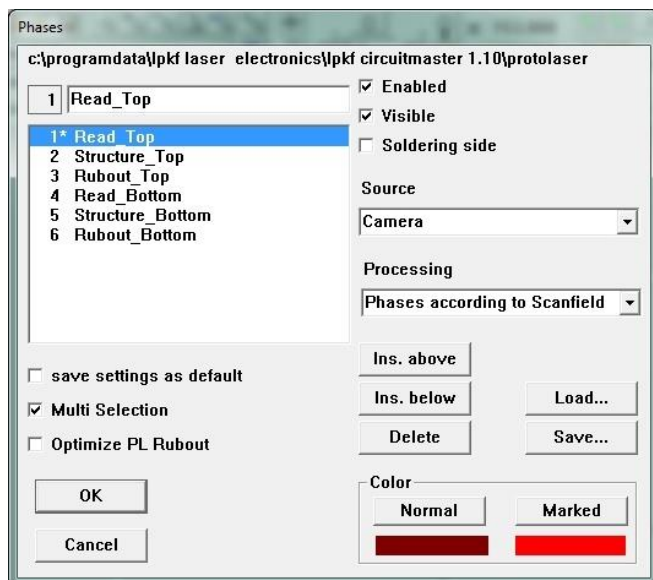 Phases
c:\programdata\lpkf laser electronics\lpkf circuitmaster 1.10\protolaser
1 Read_Top
1* Read_Top
2 Structure_Top
3 Rubout_Top
4 Read_Bottom
5 Structure_Bottom
6 Rubout_Bottom
save settings as default
Multi Selection
Optimize PL Rubout
OK
Cancel
Enabled
Visible
Soldering side
Source
Camera
Processing
Phases according to Scanfield
Ins. above
Ins. below
Load...
Delete
Save...
Color
Normal
Marked